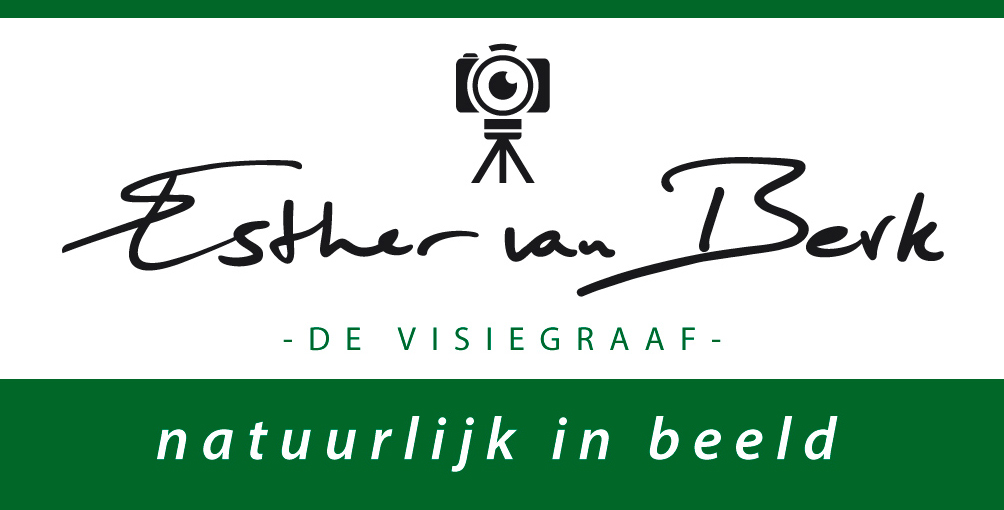 Esther van Berk
-DE VISIEGRAAF-
natuurlijk in beeld